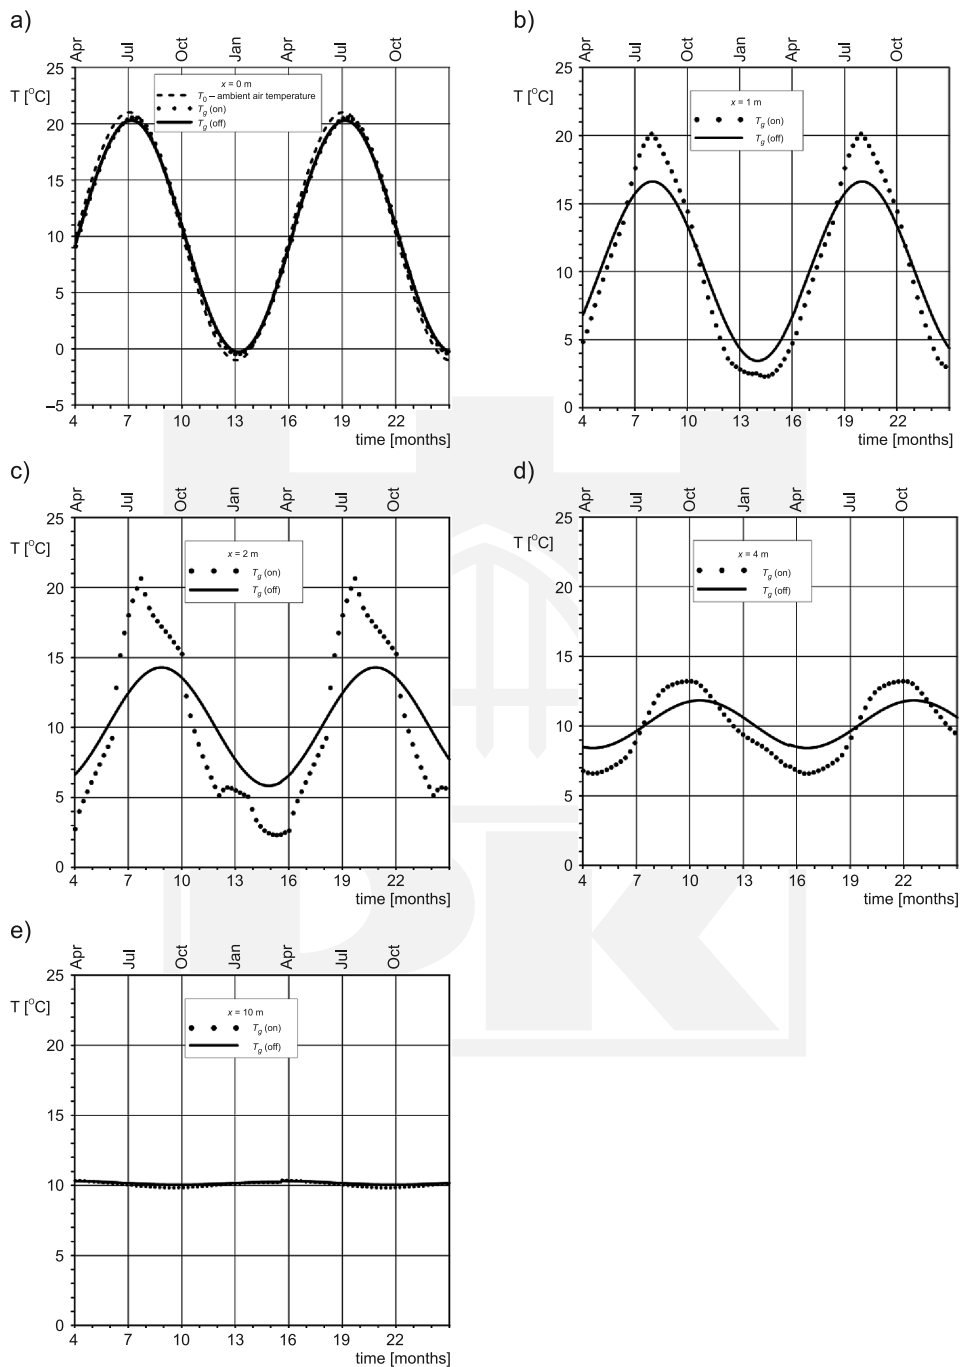 a)
Apr Jul Oct Jan Apr Jul Oct
T [°C]
25
20
15
10
5
0
–5
x = 0 m
T0 – ambient air temperature
Tg (on)
Tg (off)
4 7 10 13 16 19 22
time [months]
b)
Apr Jul Oct Jan Apr Jul Oct
T [°C]
25
20
15
10
5
0
x = 1 m
Tg (on)
Tg (off)
4 7 10 13 16 19 22
time [months]
c)
Apr Jul Oct Jan Apr Jul Oct
T [°C]
25
20
15
10
5
0
x = 2 m
Tg (on)
Tg (off)
4 7 10 13 16 19 22
time [months]
d)
Apr Jul Oct Jan Apr Jul Oct
T [°C]
25
20
15
10
5
0
x = 4 m
Tg (on)
Tg (off)
4 7 10 13 16 19 22
time [months]
e)
Apr Jul Oct Jan Apr Jul Oct
T [°C]
25
20
15
10
5
0
x = 10 m
Tg (on)
Tg (off)
4 7 10 13 16 19 22
time [months]